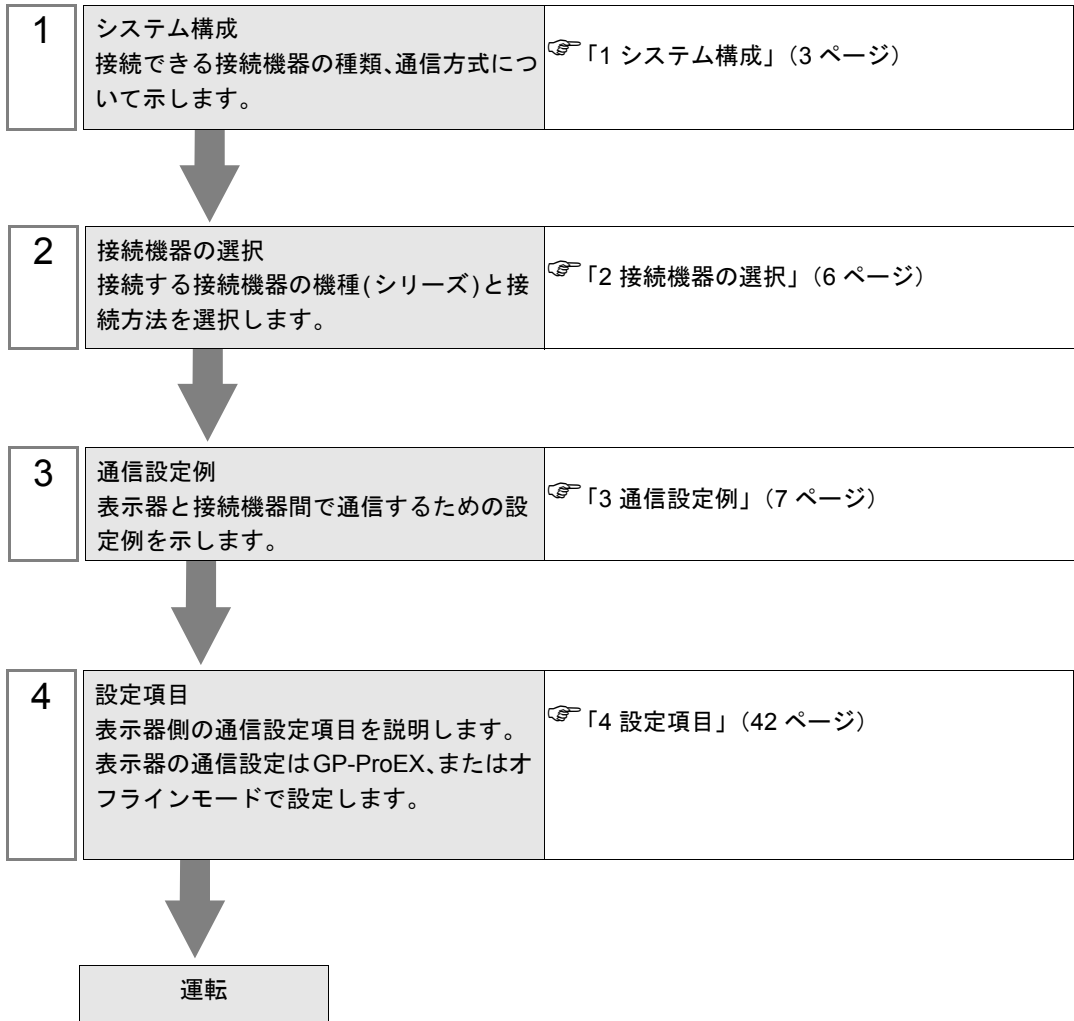 1
システム構成
接続できる接続機器の種類、通信方式につ
いて示します。
☞「1 システム構成」（3 ページ）
2
接続機器の選択
接続する接続機器の機種(シリーズ)と接
続方法を選択します。
☞「2 接続機器の選択」（6 ページ）
3
通信設定例
表示器と接続機器間で通信するための設
定例を示します。
☞「3 通信設定例」（7 ページ）
4
設定項目
表示器側の通信設定項目を説明します。
表示器の通信設定はGP-ProEX、またはオ
フラインモードで設定します。
☞「4 設定項目」（42 ページ）
運転